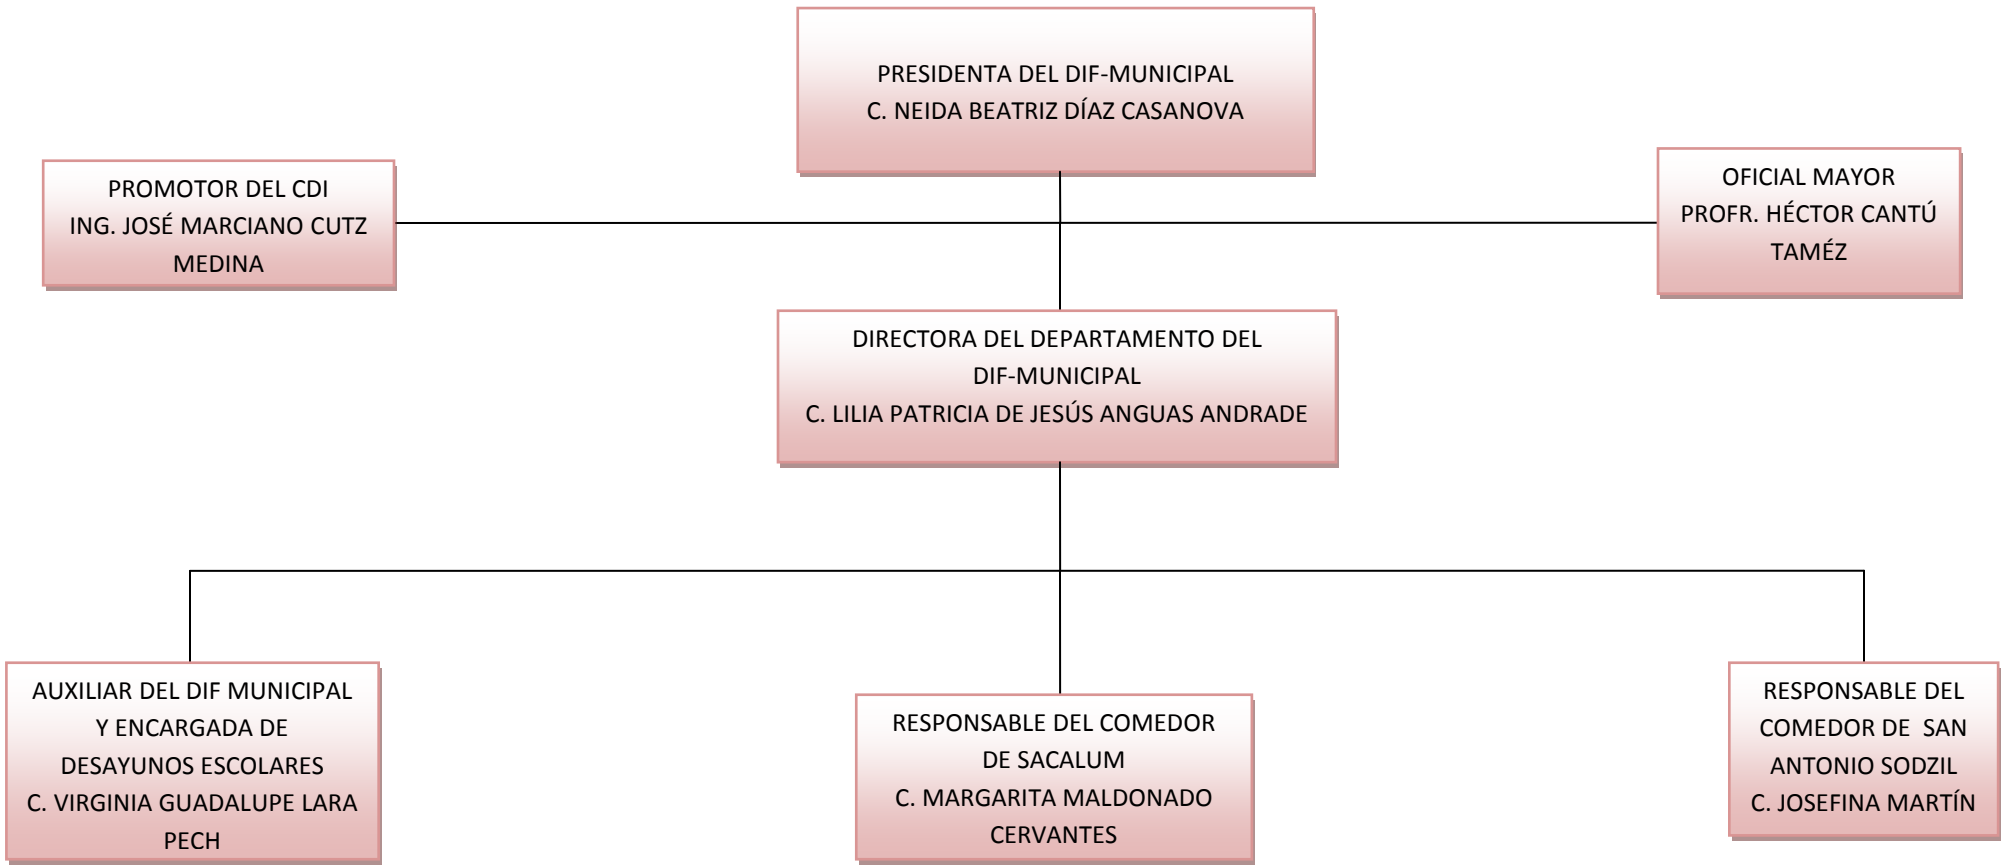 PRESIDENTA DEL DIF-MUNICIPAL
C. NEIDA BEATRIZ DÍAZ CASANOVA
PROMOTOR DEL CDI
ING. JOSÉ MARCIANO CUTZ
MEDINA
OFICIAL MAYOR
PROFR. HÉCTOR CANTÚ
TAMÉZ
DIRECTORA DEL DEPARTAMENTO DEL
DIF-MUNICIPAL
C. LILIA PATRICIA DE JESÚS ANGUAS ANDRADE
AUXILIAR DEL DIF MUNICIPAL
Y ENCARGADA DE
DESAYUNOS ESCOLARES
C. VIRGINIA GUADALUPE LARA
PECH
RESPONSABLE DEL COMEDOR
DE SACALUM
C. MARGARITA MALDONADO
CERVANTES
RESPONSABLE DEL
COMEDOR DE  SAN
ANTONIO SODZIL
C. JOSEFINA MARTÍN